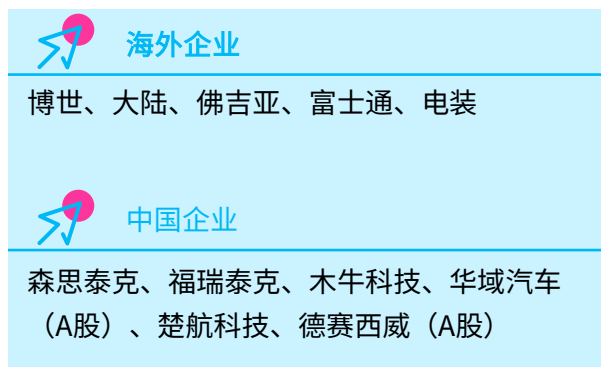 海外企业
博世、大陆、佛吉亚、富士通、电装
中国企业
森思泰克、福瑞泰克、木牛科技、华域汽车
（A股）、楚航科技、德赛西威（A股）